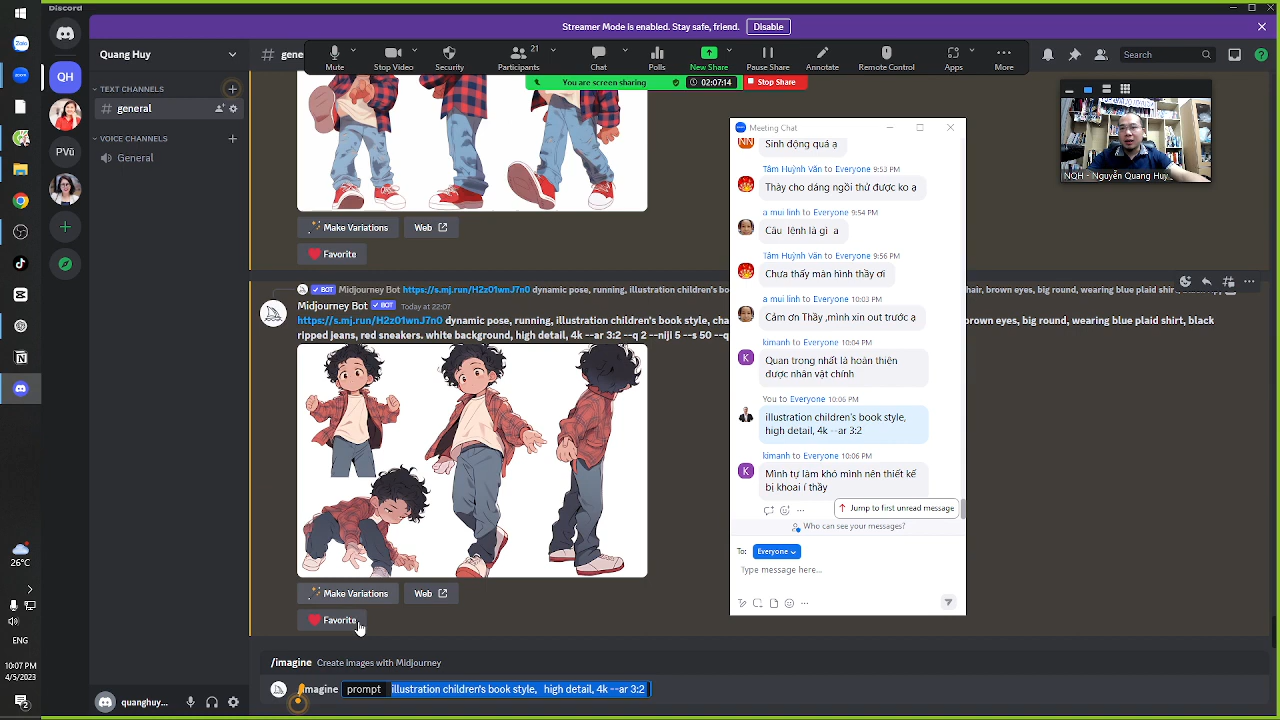 Discord
Streamer Mode is enabled. Stay safe, friend.
Disable
Quang Huy
# gene
Mute
Stop Video
Security
21
Participants
Chat
Polls
New Share
Pause Share
Annotate
Remote Control
Apps
More
Search
You are screen sharing
02:07:14
Stop Share
QH
TEXT CHANNELS
# general
VOICE CHANNELS
General
PVũ
zoom
Make Variations
Web
Favorite
Midjourney Bot
BOT
Midjourney Bot https://s.mj.run/H2z01wnJ7n0 dynamic pose, running, illustration children's bo
hair, brown eyes, big round, wearing blue plaid shirt,
Midjourney Bot
BOT
Today at 22:07
https://s.mj.run/H2z01wnJ7n0 dynamic pose, running, illustration children's book style, cha
brown eyes, big round, wearing blue plaid shirt, black
ripped jeans, red sneakers. white background, high detail, 4k --ar 3:2 --q 2 --niji 5 --s 50 --
Make Variations
Web
Favorite
Meeting Chat
NN
Sinh động quá ạ
Tâm Huỳnh Văn to Everyone 9:53 PM
Thầy cho dáng ngồi thử được ko ạ
a mui linh to Everyone 9:54 PM
Câu lênh là gì a
Tâm Huỳnh Văn to Everyone 9:56 PM
Chưa thấy màn hình thầy ơi
a mui linh to Everyone 10:03 PM
Cảm ơn Thầy ,mình xin out trước ạ
kimanh to Everyone 10:04 PM
K
Quan trọng nhất là hoàn thiện
được nhân vật chính
You to Everyone 10:06 PM
illustration children's book style,
high detail, 4k --ar 3:2
kimanh to Everyone 10:06 PM
K
Mình tự làm khó mình nên thiết kế
bị khoai í thầy
Jump to first unread message
Who can see your messages?
To:
Everyone
Type message here...
NQH - Nguyễn Quang Huy...
/imagine Create images with Midjourney
prompt
illustration children's book style, high detail, 4k --ar 3:2
quanghuy...
26°C
ENG
10:07 PM
4/5/2023
2